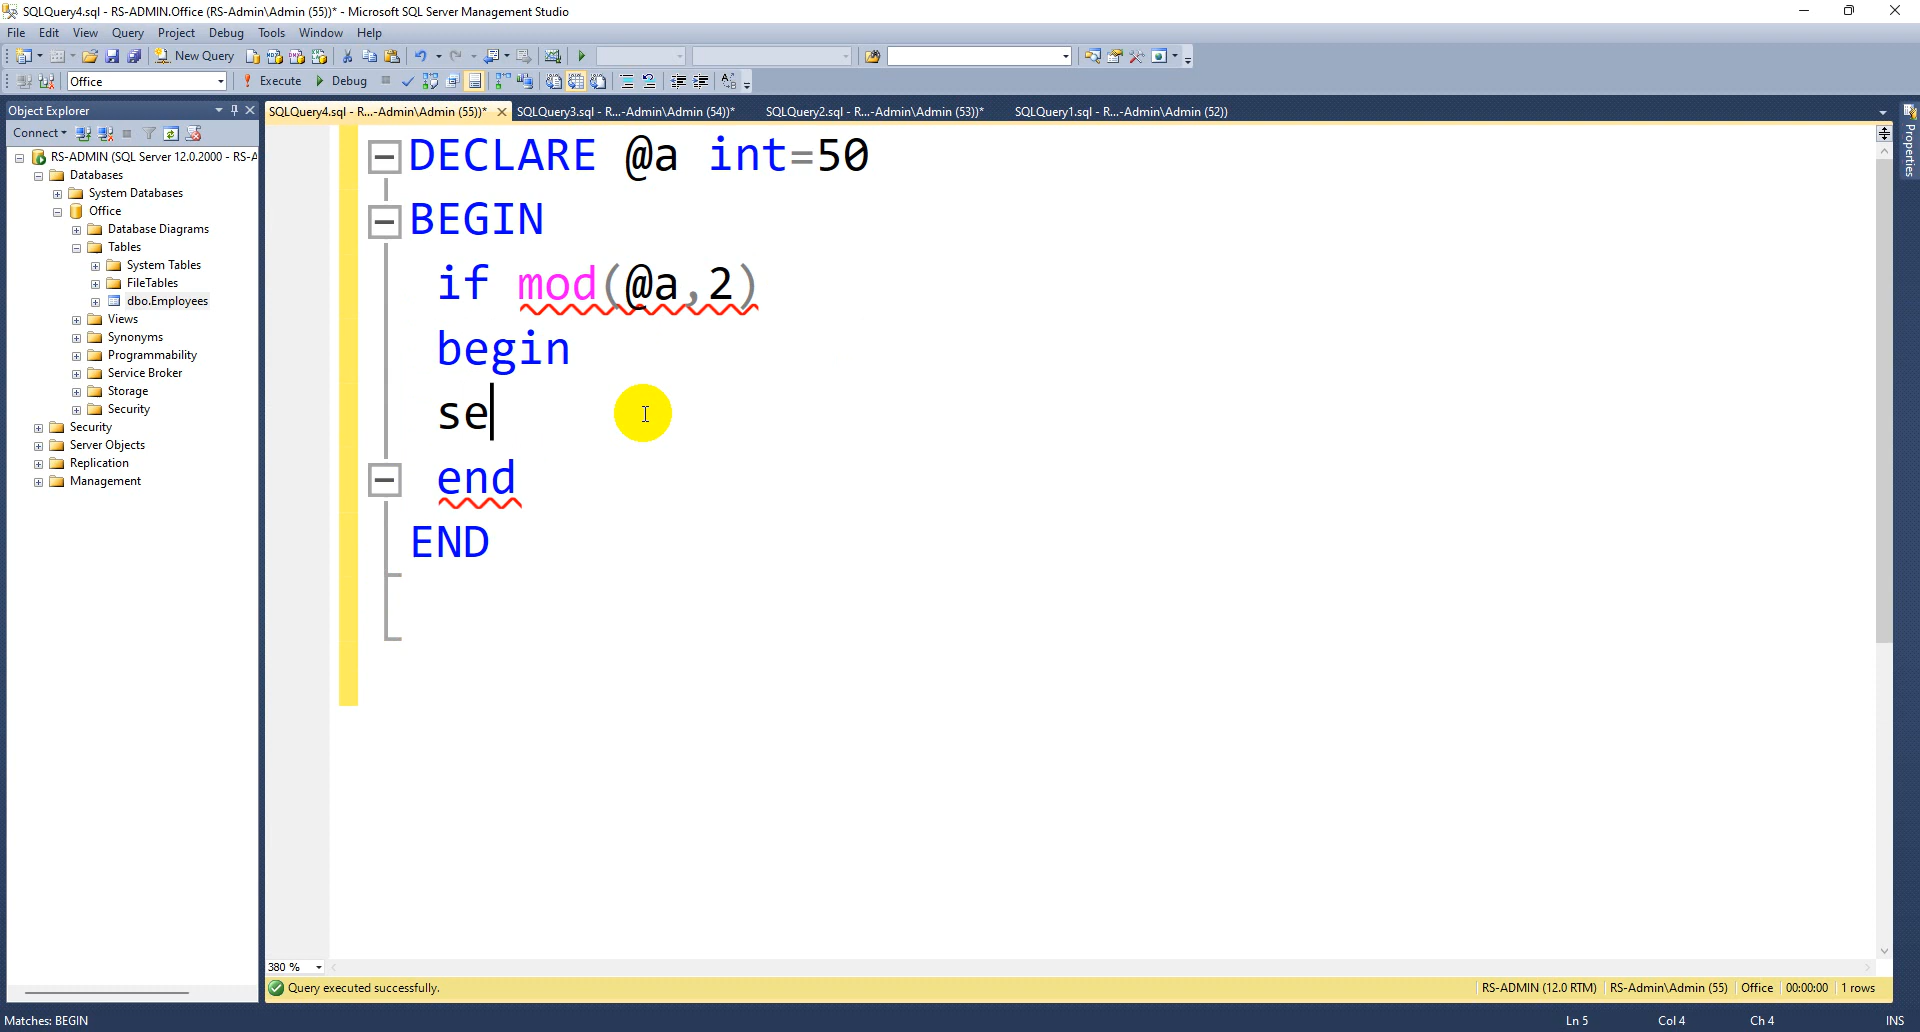 SQLQuery4.sql - RS-ADMIN.Office (RS-Admin\Admin (55))* - Microsoft SQL Server Management Studio
File Edit View Query Project Debug Tools Window Help
New Query
Office Execute Debug
Object Explorer
SQLQuery4.sql - R...-Admin\Admin (55))* SQLQuery3.sql - R...-Admin\Admin (54))* SQLQuery2.sql - R...-Admin\Admin (53))* SQLQuery1.sql - R...-Admin\Admin (52))
Connect
RS-ADMIN (SQL Server 12.0.2000 - RS-A
Databases
System Databases
Office
Database Diagrams
Tables
System Tables
FileTables
dbo.Employees
Views
Synonyms
Programmability
Service Broker
Storage
Security
Security
Server Objects
Replication
Management
DECLARE @a int=50
BEGIN
if mod(@a,2)
begin
se
end
END
Properties
380 %
Query executed successfully. RS-ADMIN (12.0 RTM) RS-Admin\Admin (55) Office 00:00:00 1 rows
Matches: BEGIN Ln 5 Col 4 Ch 4 INS